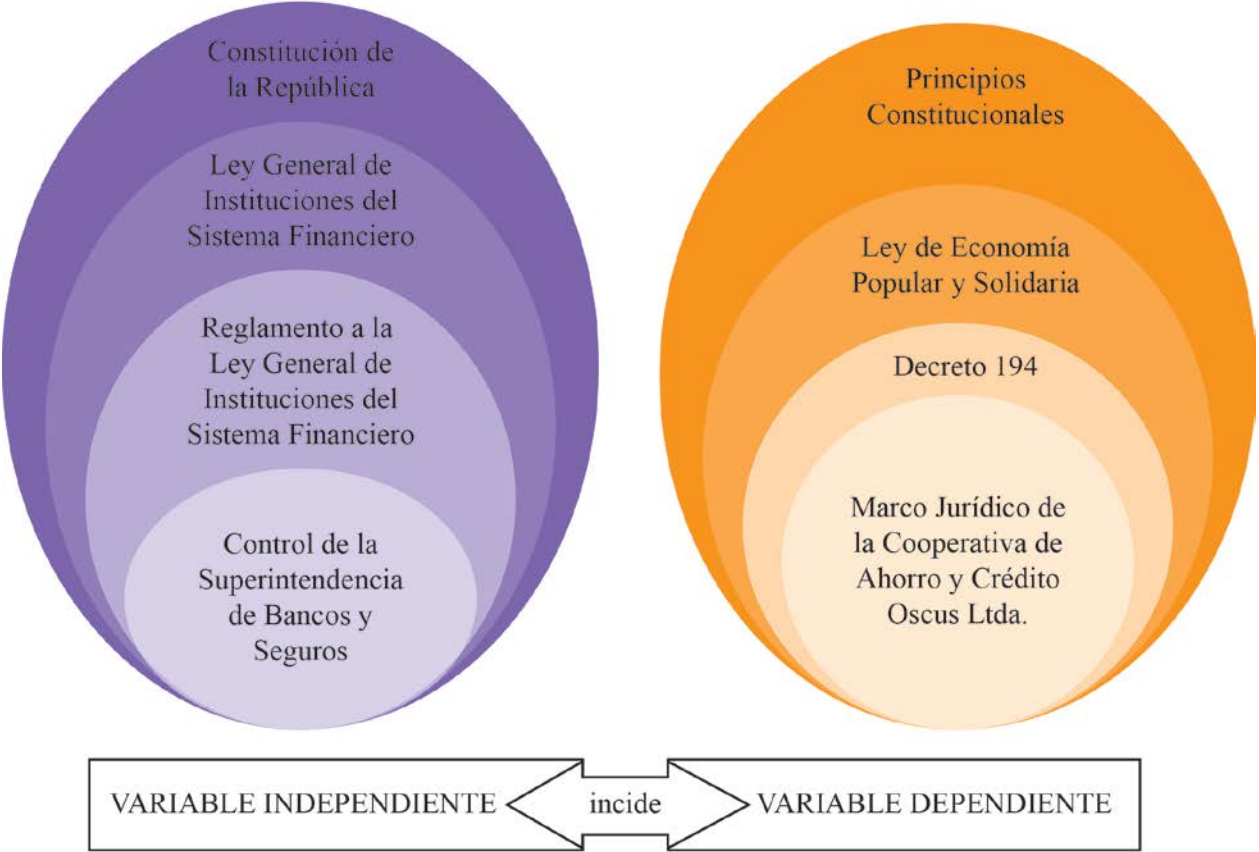 Constitución de
la República
Ley General de
Instituciones del
Sistema Financiero
Reglamento a la
Ley General de
Instituciones del
Sistema Financiero
Control de la
Superintendencia
de Bancos y
Seguros
Principios
Constitucionales
Ley de Economía
Popular y Solidaria
Decreto 194
Marco Jurídico de
la Cooperativa de
Ahorro y Crédito
Oscus Ltda.
VARIABLE INDEPENDIENTE
incide
VARIABLE DEPENDIENTE